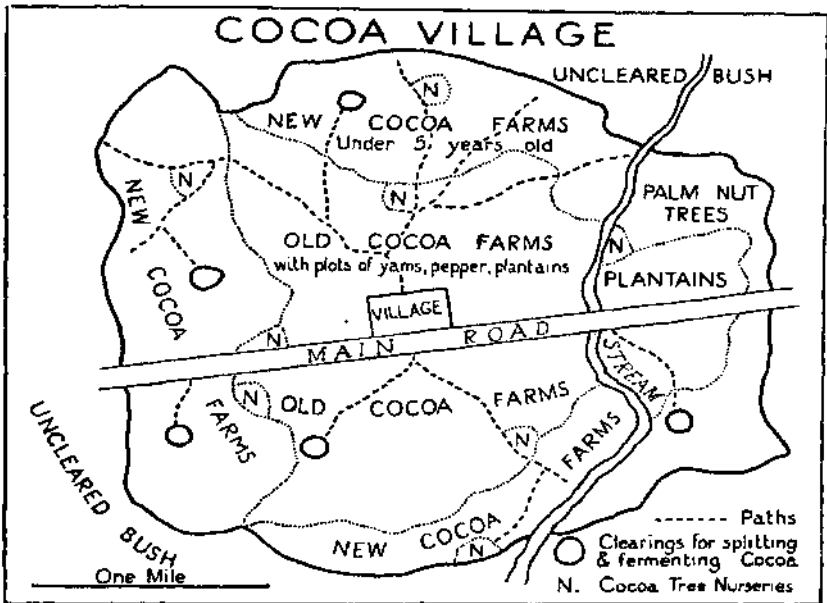 COCOA VILLAGE
UNCLEARED BUSH
N
NEW COCOA FARMS
Under 5 years old
N
NEW COCOA FARMS
N
PALM NUT TREES
OLD COCOA FARMS
with plots of yams, pepper, plantains
N
PLANTAINS
VILLAGE
MAIN ROAD
N
STREAM
N
OLD COCOA FARMS
N
UNCLEARED BUSH
NEW COCOA FARMS
N
Paths
Clearings for splitting
& fermenting Cocoa
N. Cocoa Tree Nurseries
One Mile